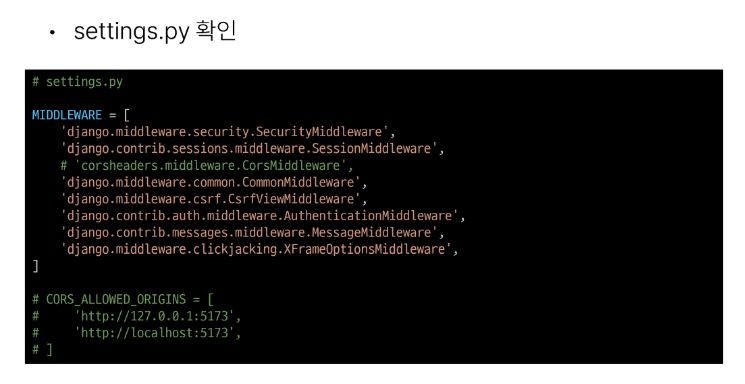 • settings.py 확인
# settings.py
MIDDLEWARE = [
    'django.middleware.security.SecurityMiddleware',
    'django.contrib.sessions.middleware.SessionMiddleware',
    # 'corsheaders.middleware.CorsMiddleware',
    'django.middleware.common.CommonMiddleware',
    'django.middleware.csrf.CsrfViewMiddleware',
    'django.contrib.auth.middleware.AuthenticationMiddleware',
    'django.contrib.messages.middleware.MessageMiddleware',
    'django.middleware.clickjacking.XFrameOptionsMiddleware',
]
# CORS_ALLOWED_ORIGINS = [
#     'http://127.0.0.1:5173',
#     'http://localhost:5173',
# ]